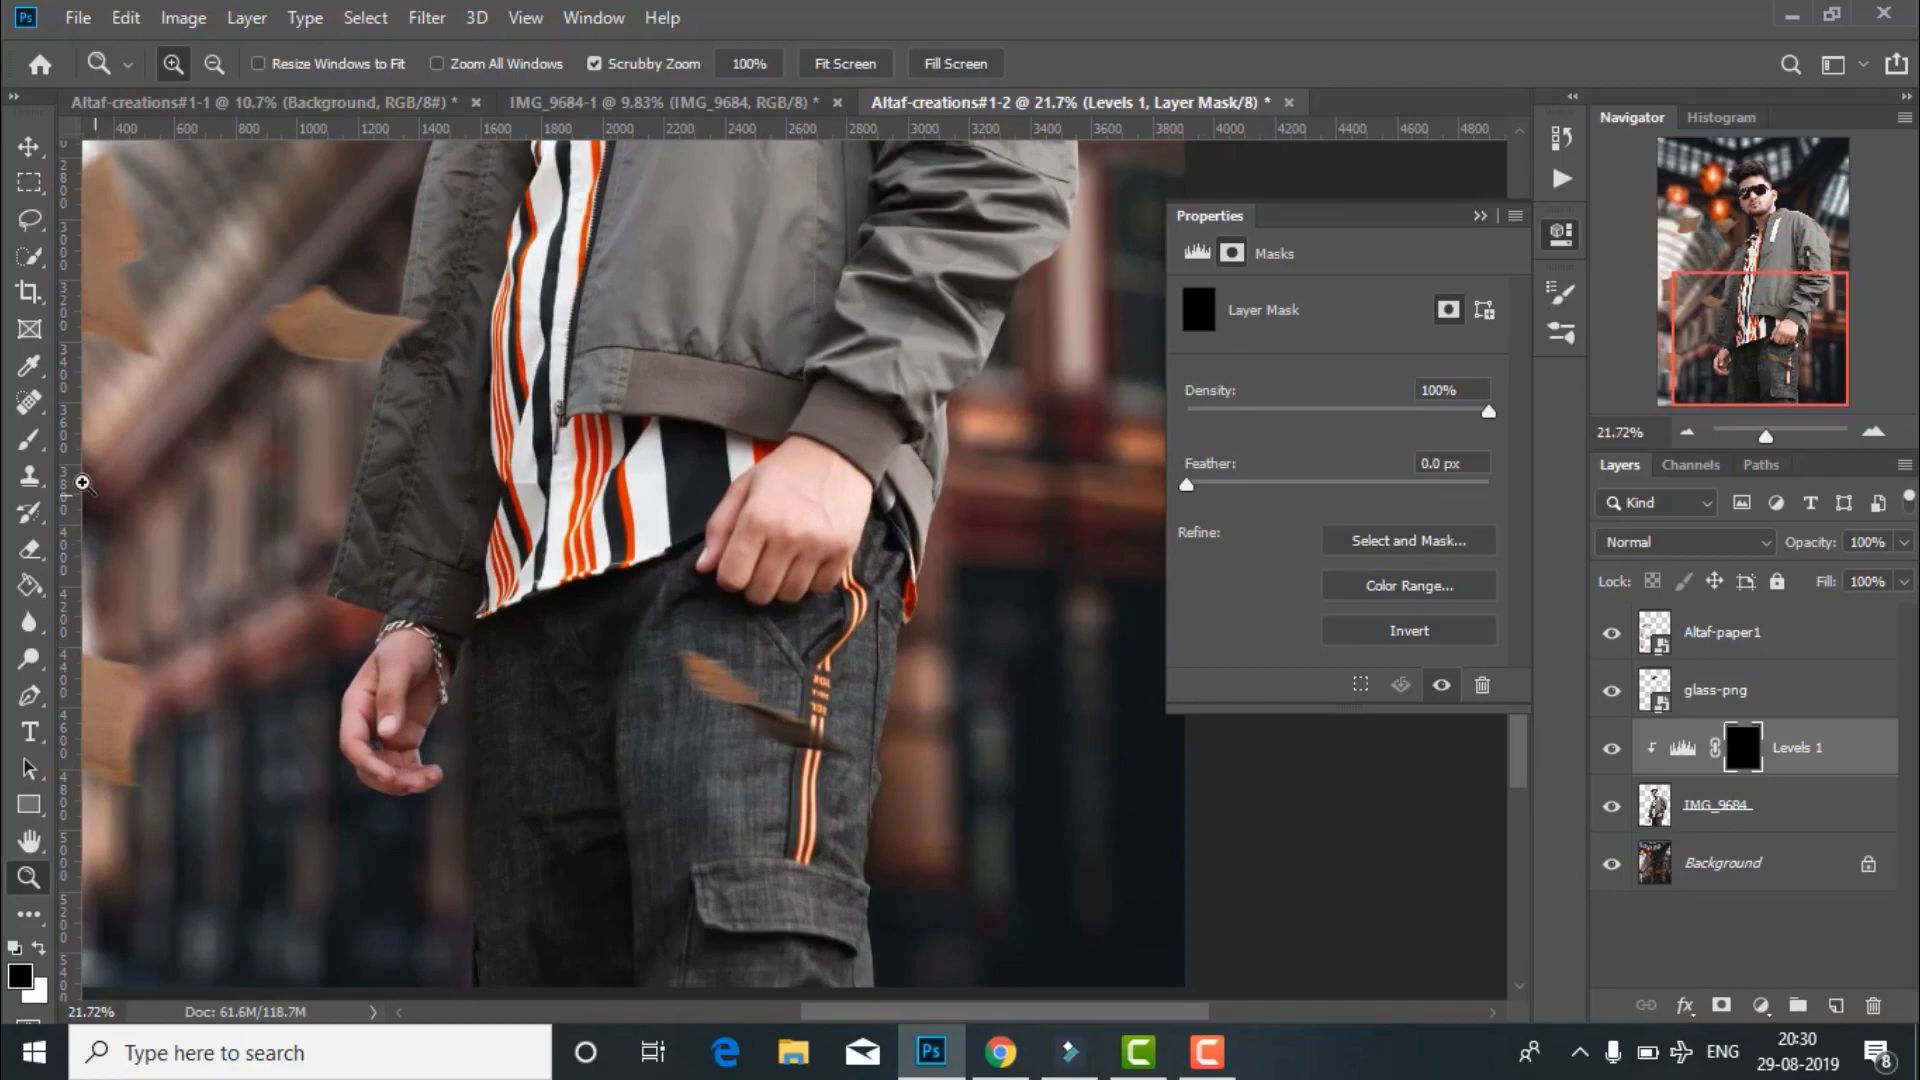 Ps File Edit Image Layer Type Select Filter 3D View Window Help
Resize Windows to Fit Zoom All Windows Scrubby Zoom 100% Fit Screen Fill Screen
Altaf-creations#1-1 @ 10.7% (Background, RGB/8#) * × IMG_9684-1 @ 9.83% (IMG_9684, RGB/8) * × Altaf-creations#1-2 @ 21.7% (Levels 1, Layer Mask/8) * ×
400 600 800 1000 1200 1400 1600 1800 2000 2200 2400 2600 2800 3000 3200 3400 3600 3800 4000 4200 4400 4600 4800
Navigator Histogram
Properties
Masks
Layer Mask
Density: 100%
Feather: 0.0 px
Refine:
Select and Mask...
Color Range...
Invert
21.72%
Layers Channels Paths
Kind
Normal Opacity: 100%
Lock: Fill: 100%
Altaf-paper1
glass-png
Levels 1
IMG_9684
Background
21.72% Doc: 61.6M/118.7M
Type here to search
Ps
ENG
20:30
29-08-2019
8